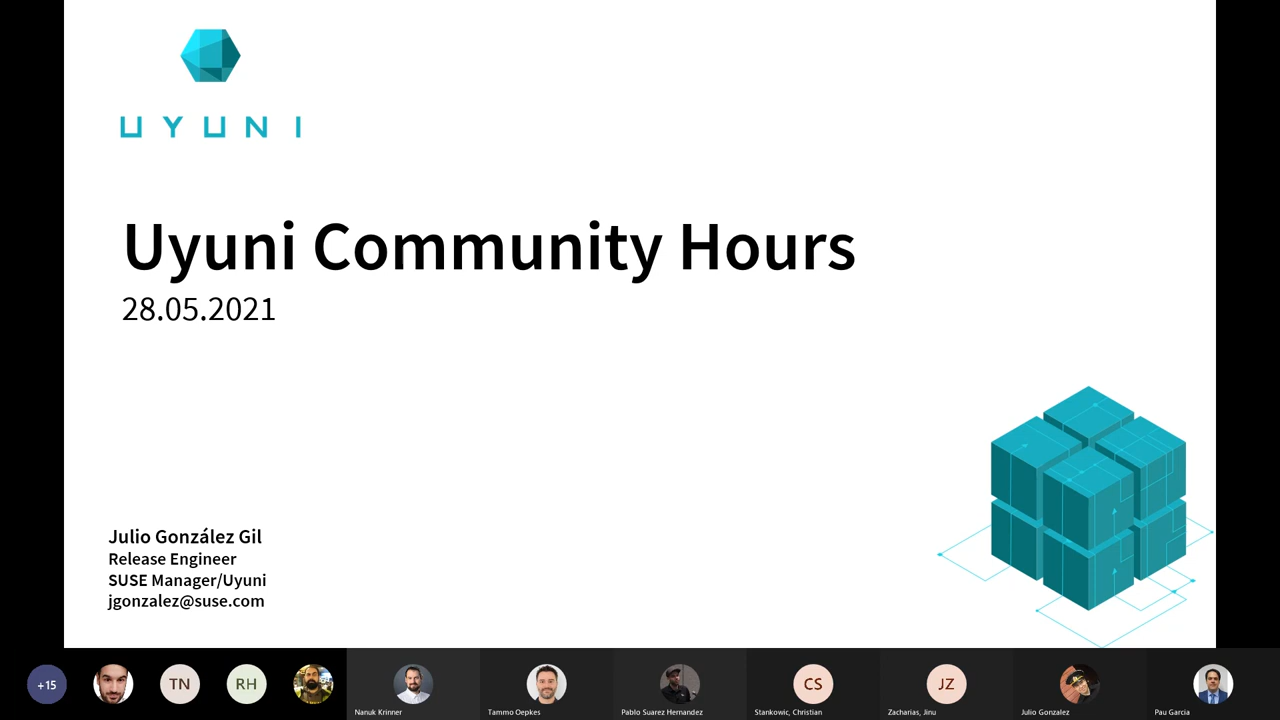 UYUNI
Uyuni Community Hours
28.05.2021
Julio González Gil
Release Engineer
SUSE Manager/Uyuni
jgonzalez@suse.com
+15
TN
RH
CS
JZ
Nanuk Krinner
Tammo Oepkes
Pablo Suarez Hernandez
Stankowic, Christian
Zacharias, Jinu
Julio Gonzalez
Pau Garcia